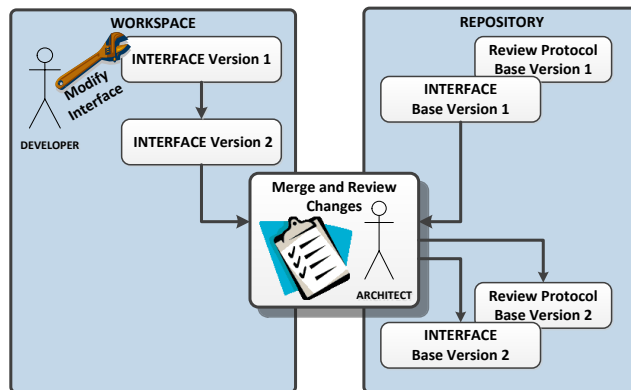 WORKSPACE
Modify
Interface
DEVELOPER
INTERFACE Version 1
INTERFACE Version 2
REPOSITORY
Review Protocol
Base Version 1
INTERFACE
Base Version 1
Merge and Review
Changes
ARCHITECT
Review Protocol
Base Version 2
INTERFACE
Base Version 2